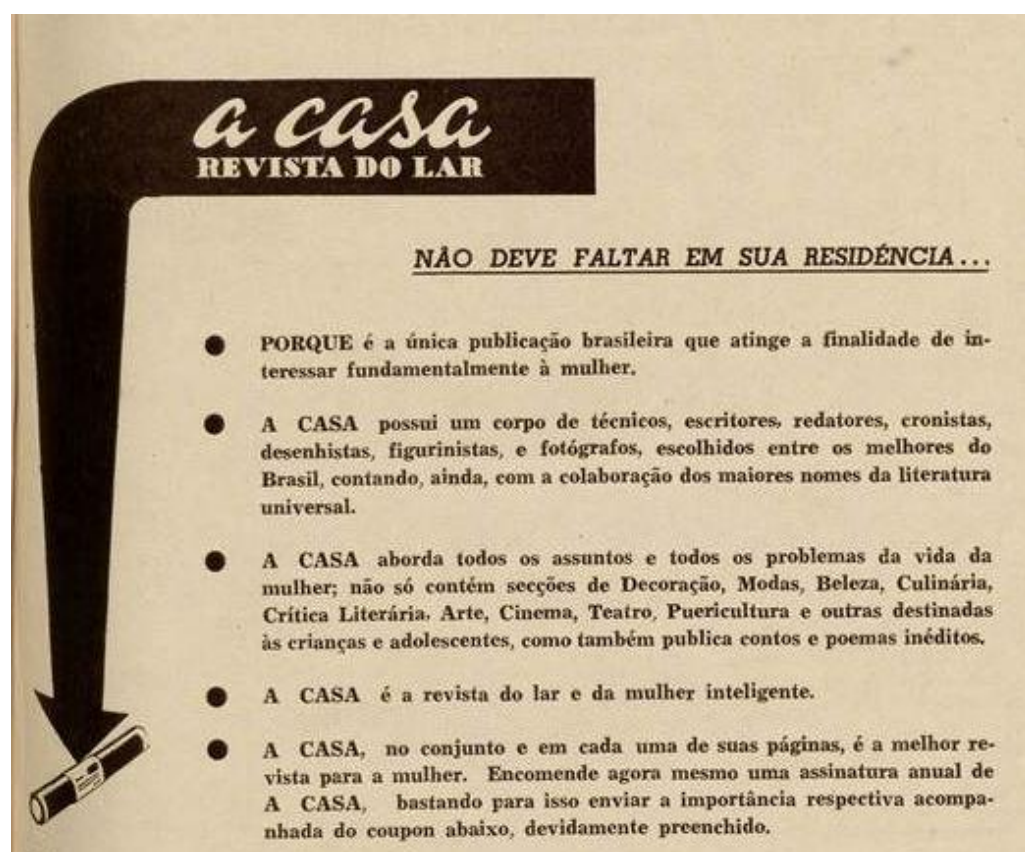 a casa
REVISTA DO LAR
NÃO DEVE FALTAR EM SUA RESIDÊNCIA...
● PORQUE é a única publicação brasileira que atinge a finalidade de in-
teressar fundamentalmente à mulher.
● A CASA possui um corpo de técnicos, escritores, redatores, cronistas,
desenhistas, figurinistas, e fotógrafos, escolhidos entre os melhores do
Brasil, contando, ainda, com a colaboração dos maiores nomes da literatura
universal.
● A CASA aborda todos os assuntos e todos os problemas da vida da
mulher; não só contém secções de Decoração, Modas, Beleza, Culinária,
Crítica Literária, Arte, Cinema, Teatro, Puericultura e outras destinadas
às crianças e adolescentes, como também publica contos e poemas inéditos.
● A CASA é a revista do lar e da mulher inteligente.
● A CASA, no conjunto e em cada uma de suas páginas, é a melhor re-
vista para a mulher. Encomende agora mesmo uma assinatura anual de
A CASA, bastando para isso enviar a importância respectiva acompa-
nhada do coupon abaixo, devidamente preenchido.